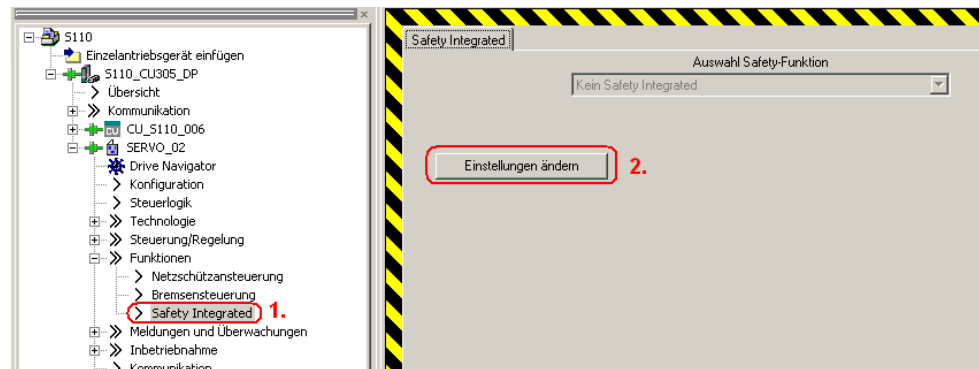 S110
Einzelantriebsgerät einfügen
S110_CU305_DP
Übersicht
Kommunikation
CU_S110_006
SERVO_02
Drive Navigator
Konfiguration
Steuerlogik
Technologie
Steuerung/Regelung
Funktionen
Netzschützansteuerung
Bremsensteuerung
Safety Integrated 1.
Meldungen und Überwachungen
Inbetriebnahme
Kommunikation
Safety Integrated
Auswahl Safety-Funktion
Kein Safety Integrated
Einstellungen ändern 2.